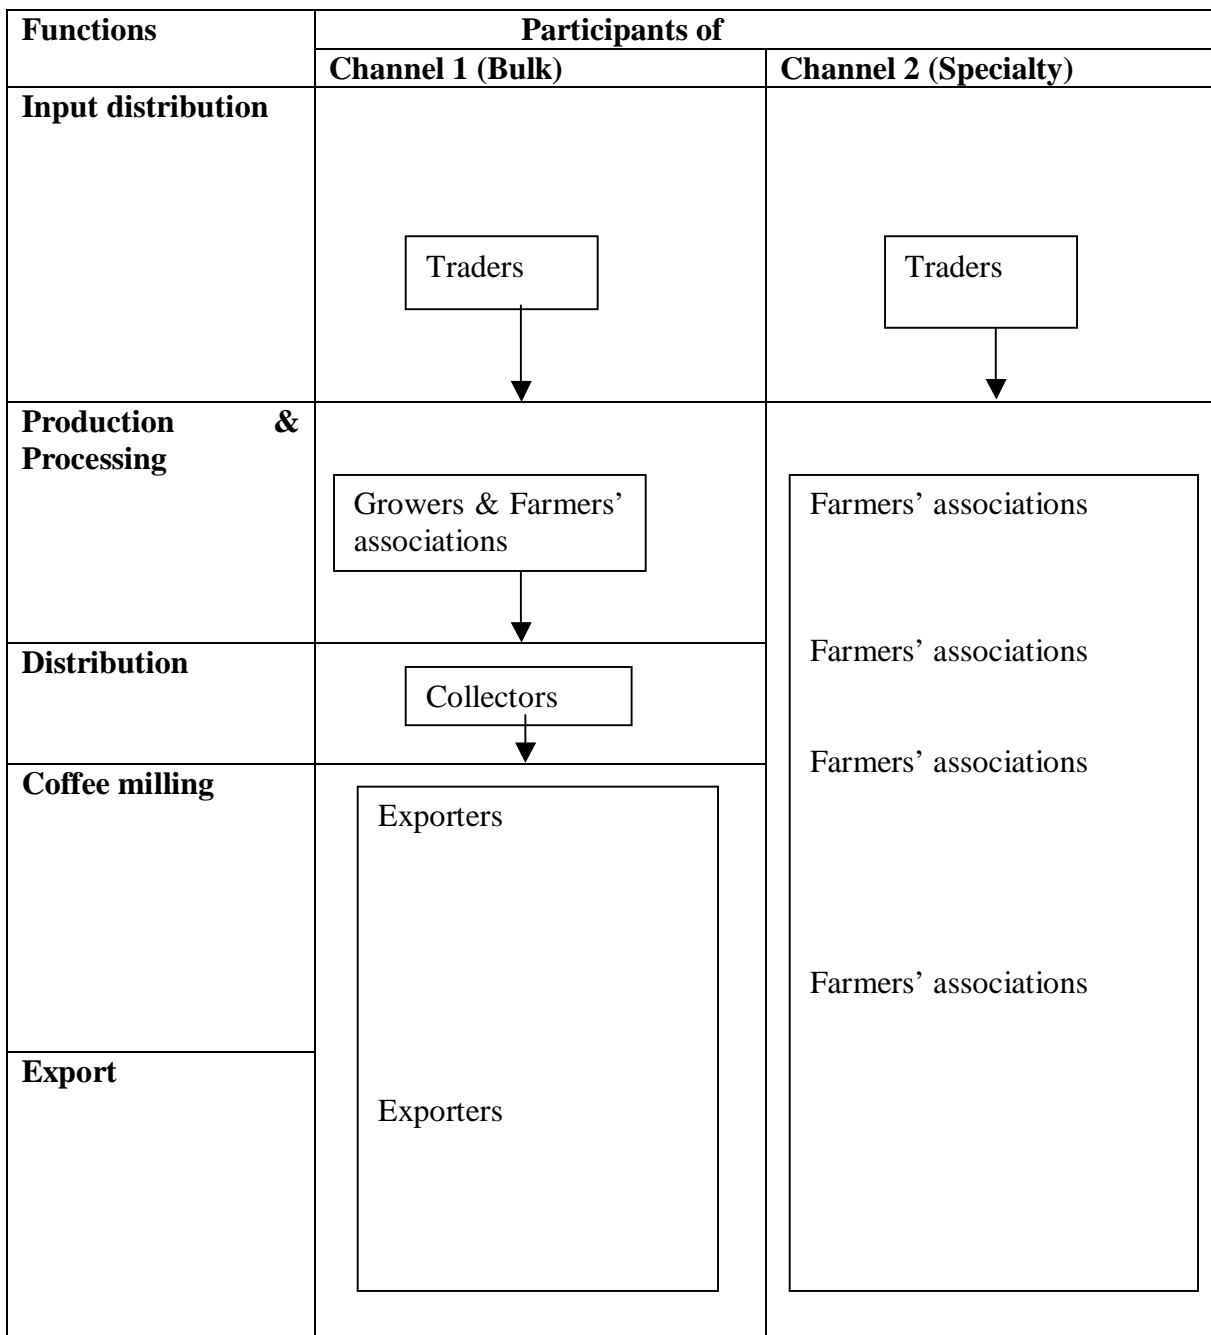 Functions
Participants of
Channel 1 (Bulk)
Channel 2 (Specialty)
Input distribution
Traders
Traders
Production &
Processing
Growers & Farmers’
associations
Farmers’ associations
Distribution
Collectors
Farmers’ associations
Coffee milling
Exporters
Farmers’ associations
Farmers’ associations
Export
Exporters